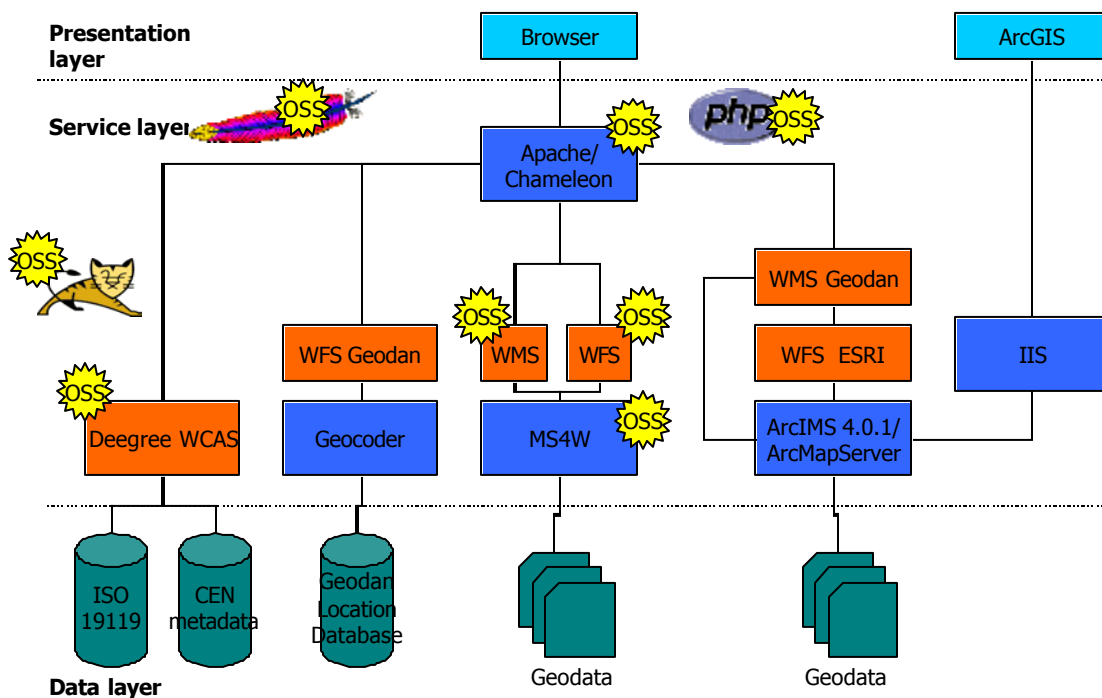 Presentation
layer
Browser
ArcGIS
Service layer
OSS
OSS
php
OSS
Apache/
Chameleon
OSS
WMS Geodan
OSS
OSS
WFS Geodan
WMS
WFS
WFS ESRI
IIS
OSS
Deegree WCAS
Geocoder
MS4W
OSS
ArcIMS 4.0.1/
ArcMapServer
ISO
19119
CEN
metadata
Geodan
Location
Database
Geodata
Geodata
Data layer